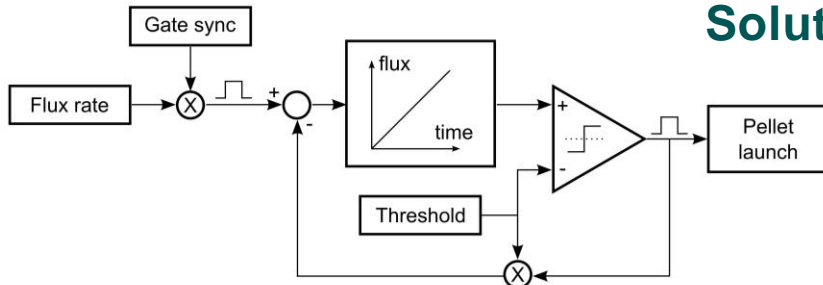 Solut
Gate sync
Flux rate
X
+
-
flux
time
+
-
Threshold
X
Pellet
launch